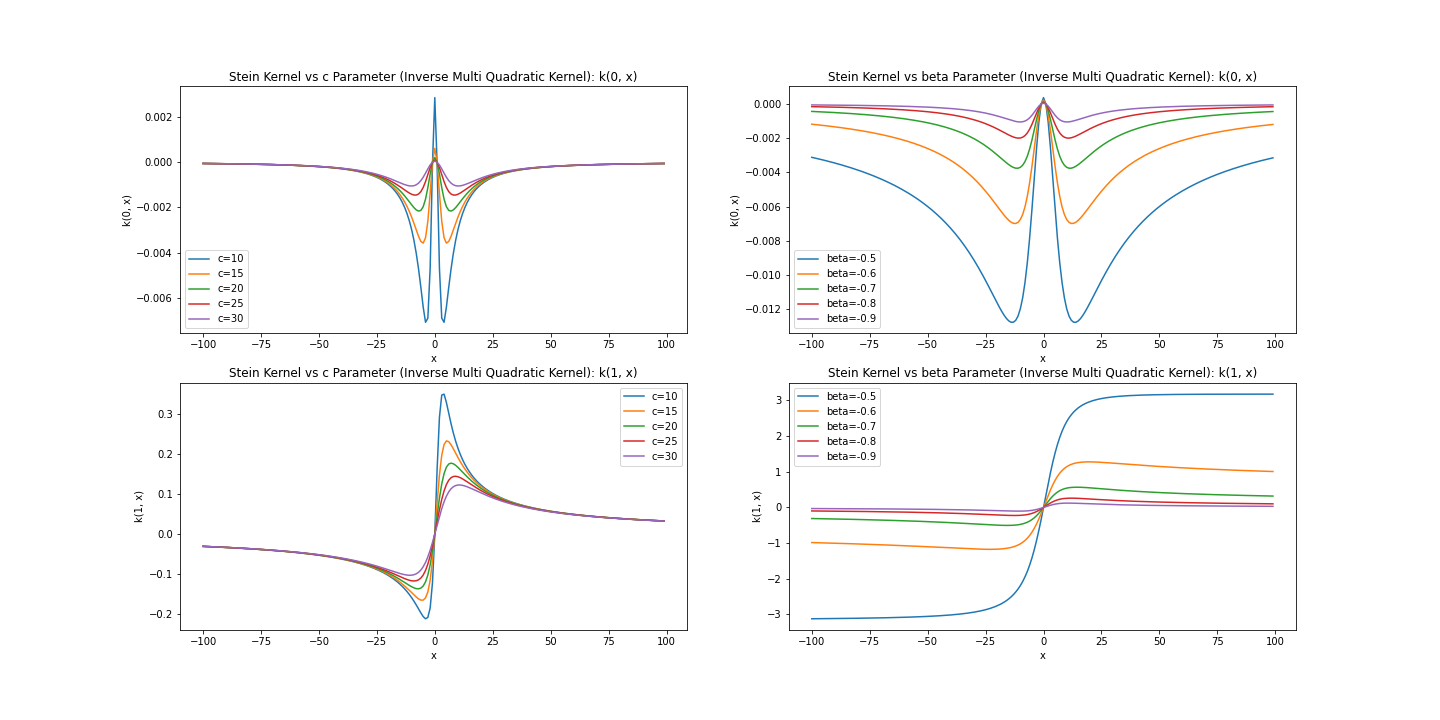 Stein Kernel vs c Parameter (Inverse Multi Quadratic Kernel): k(0, x)
k(0, x)
0.002
0.000
−0.002
−0.004
−0.006
c=10
c=15
c=20
c=25
c=30
−100 −75 −50 −25 0 25 50 75 100
x
Stein Kernel vs beta Parameter (Inverse Multi Quadratic Kernel): k(0, x)
k(0, x)
0.000
−0.002
−0.004
−0.006
−0.008
−0.010
−0.012
beta=-0.5
beta=-0.6
beta=-0.7
beta=-0.8
beta=-0.9
−100 −75 −50 −25 0 25 50 75 100
x
Stein Kernel vs c Parameter (Inverse Multi Quadratic Kernel): k(1, x)
k(1, x)
0.3
0.2
0.1
0.0
−0.1
−0.2
c=10
c=15
c=20
c=25
c=30
−100 −75 −50 −25 0 25 50 75 100
x
Stein Kernel vs beta Parameter (Inverse Multi Quadratic Kernel): k(1, x)
k(1, x)
3
2
1
0
−1
−2
−3
beta=-0.5
beta=-0.6
beta=-0.7
beta=-0.8
beta=-0.9
−100 −75 −50 −25 0 25 50 75 100
x